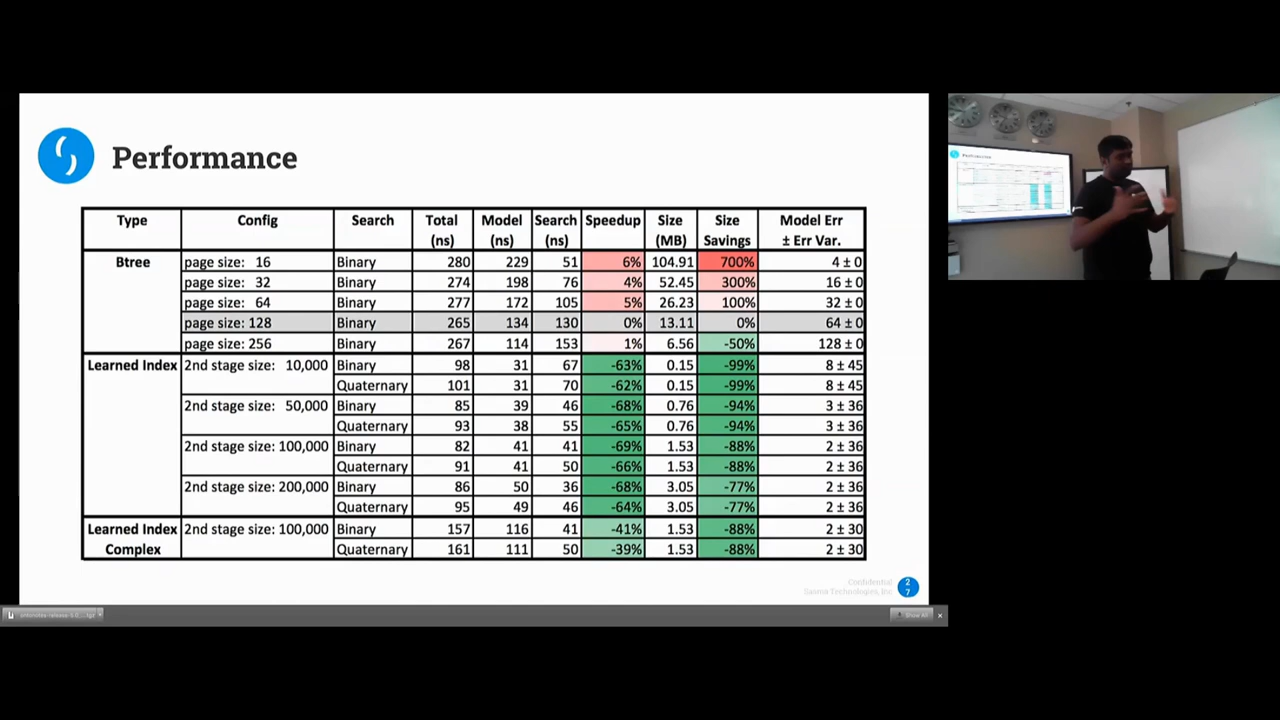 Performance
Type Config Search Total (ns) Model (ns) Search (ns) Speedup Size (MB) Size Savings Model Err ± Err Var.
Btree page size: 16 Binary 280 229 51 6% 104.91 700% 4 ± 0
page size: 32 Binary 274 198 76 4% 52.45 300% 16 ± 0
page size: 64 Binary 277 172 105 5% 26.23 100% 32 ± 0
page size: 128 Binary 265 134 130 0% 13.11 0% 64 ± 0
page size: 256 Binary 267 114 153 1% 6.56 -50% 128 ± 0
Learned Index 2nd stage size: 10,000 Binary 98 31 67 -63% 0.15 -99% 8 ± 45
Quaternary 101 31 70 -62% 0.15 -99% 8 ± 45
2nd stage size: 50,000 Binary 85 39 46 -68% 0.76 -94% 3 ± 36
Quaternary 93 38 55 -65% 0.76 -94% 3 ± 36
2nd stage size: 100,000 Binary 82 41 41 -69% 1.53 -88% 2 ± 36
Quaternary 91 41 50 -66% 1.53 -88% 2 ± 36
2nd stage size: 200,000 Binary 86 50 36 -68% 3.05 -77% 2 ± 36
Quaternary 95 49 46 -64% 3.05 -77% 2 ± 36
Learned Index 2nd stage size: 100,000 Binary 157 116 41 -41% 1.53 -88% 2 ± 30
Complex Quaternary 161 111 50 -39% 1.53 -88% 2 ± 30
Confidential
Technologies, Inc
2
7
Show All
Performance